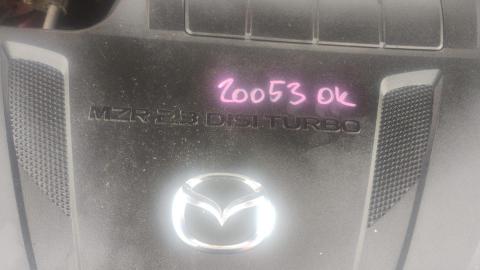 20053 OK
MZR 2.3 DISI TURBO